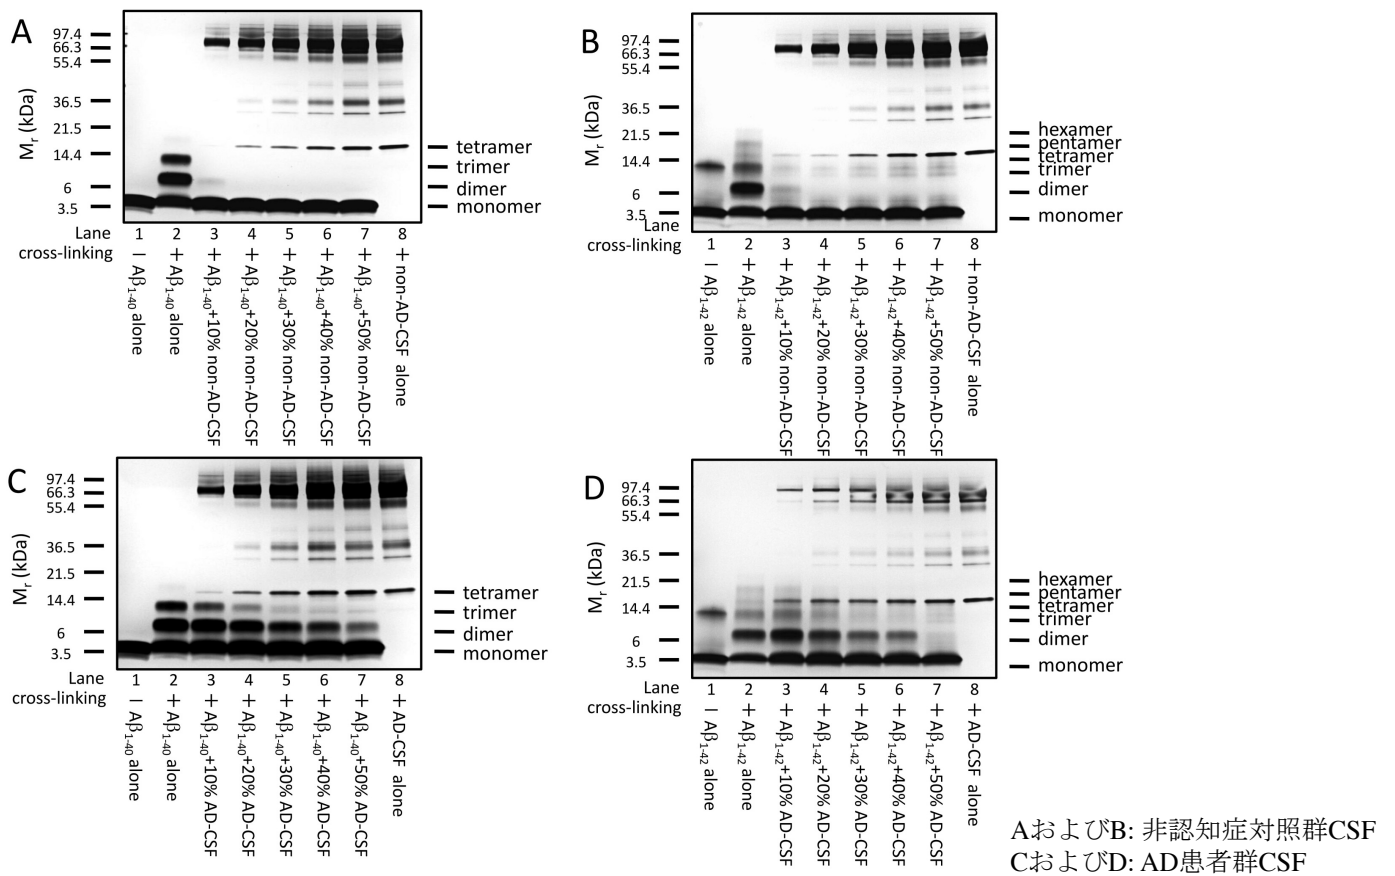 A
97.4
66.3
55.4
36.5
21.5
14.4
6
3.5
Mr (kDa)
tetramer
trimer
dimer
monomer
Lane 1 2 3 4 5 6 7 8
cross-linking − + + + + + + +
Aβ1-40 alone
Aβ1-40 alone
Aβ1-40+10% non-AD-CSF
Aβ1-40+20% non-AD-CSF
Aβ1-40+30% non-AD-CSF
Aβ1-40+40% non-AD-CSF
Aβ1-40+50% non-AD-CSF
non-AD-CSF alone
B
97.4
66.3
55.4
36.5
21.5
14.4
6
3.5
Mr (kDa)
hexamer
pentamer
tetramer
trimer
dimer
monomer
Lane 1 2 3 4 5 6 7 8
cross-linking − + + + + + + +
Aβ1-42 alone
Aβ1-42 alone
Aβ1-42+10% non-AD-CSF
Aβ1-42+20% non-AD-CSF
Aβ1-42+30% non-AD-CSF
Aβ1-42+40% non-AD-CSF
Aβ1-42+50% non-AD-CSF
non-AD-CSF alone
C
97.4
66.3
55.4
36.5
21.5
14.4
6
3.5
Mr (kDa)
tetramer
trimer
dimer
monomer
Lane 1 2 3 4 5 6 7 8
cross-linking − + + + + + + +
Aβ1-40 alone
Aβ1-40 alone
Aβ1-40+10% AD-CSF
Aβ1-40+20% AD-CSF
Aβ1-40+30% AD-CSF
Aβ1-40+40% AD-CSF
Aβ1-40+50% AD-CSF
AD-CSF alone
D
97.4
66.3
55.4
36.5
21.5
14.4
6
3.5
Mr (kDa)
hexamer
pentamer
tetramer
trimer
dimer
monomer
Lane 1 2 3 4 5 6 7 8
cross-linking − + + + + + + +
Aβ1-42 alone
Aβ1-42 alone
Aβ1-42+10% AD-CSF
Aβ1-42+20% AD-CSF
Aβ1-42+30% AD-CSF
Aβ1-42+40% AD-CSF
Aβ1-42+50% AD-CSF
AD-CSF alone
AおよびB: 非認知症対照群CSF
CおよびD: AD患者群CSF